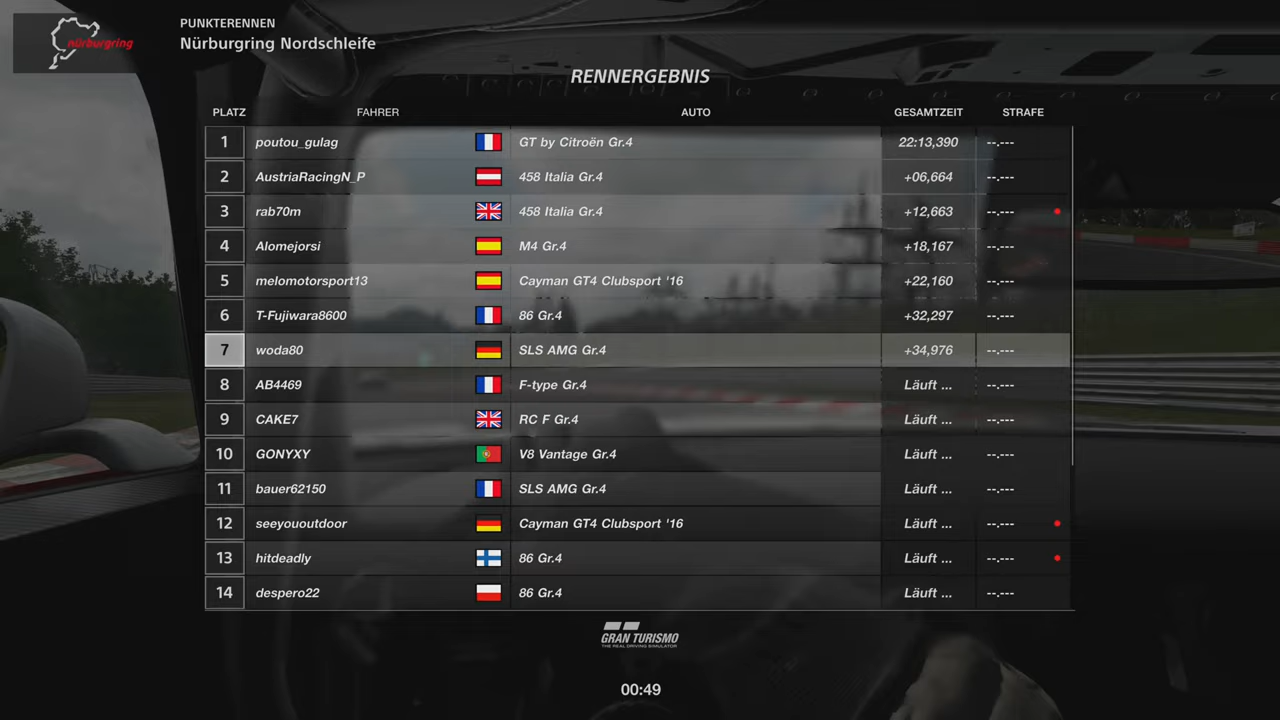 nürburgring
PUNKTERENNEN
Nürburgring Nordschleife
RENNERGEBNIS
PLATZ FAHRER AUTO GESAMTZEIT STRAFE
1 poutou_gulag GT by Citroën Gr.4 22:13,390 --,---
2 AustriaRacingN_P 458 Italia Gr.4 +06,664 --,---
3 rab70m 458 Italia Gr.4 +12,663 --,---
4 Alomejorsi M4 Gr.4 +18,167 --,---
5 melomotorsport13 Cayman GT4 Clubsport '16 +22,160 --,---
6 T-Fujiwara8600 86 Gr.4 +32,297 --,---
7 woda80 SLS AMG Gr.4 +34,976 --,---
8 AB4469 F-type Gr.4 Läuft ... --,---
9 CAKE7 RC F Gr.4 Läuft ... --,---
10 GONYXY V8 Vantage Gr.4 Läuft ... --,---
11 bauer62150 SLS AMG Gr.4 Läuft ... --,---
12 seeyououtdoor Cayman GT4 Clubsport '16 Läuft ... --,---
13 hitdeadly 86 Gr.4 Läuft ... --,---
14 despero22 86 Gr.4 Läuft ... --,---
GRAN TURISMO
THE REAL DRIVING SIMULATOR
00:49